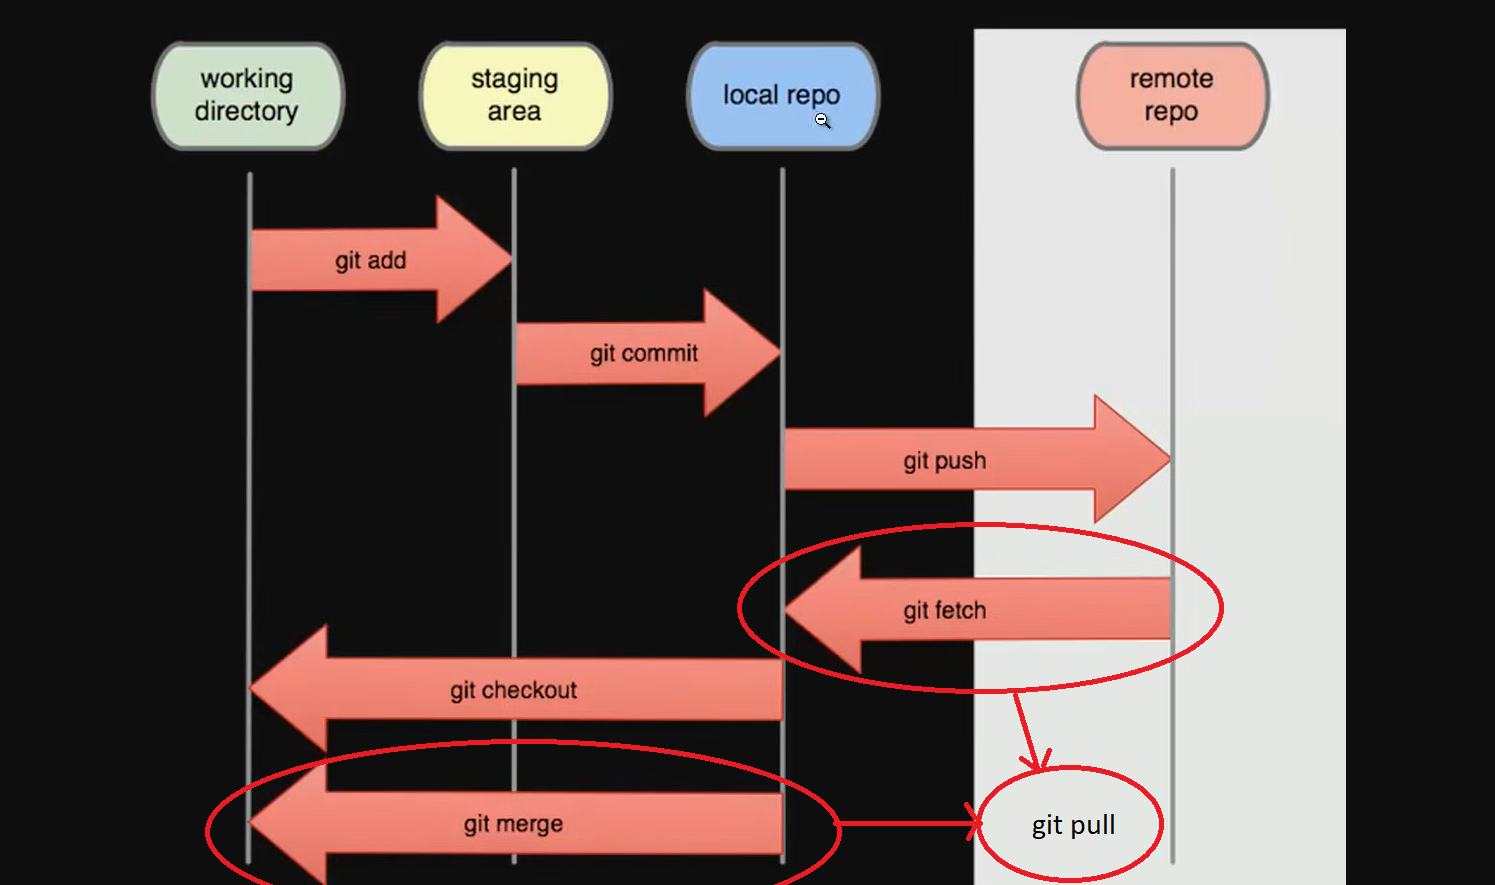 working
directory
staging
area
local repo
remote
repo
git add
git commit
git push
git fetch
git checkout
git merge
git pull